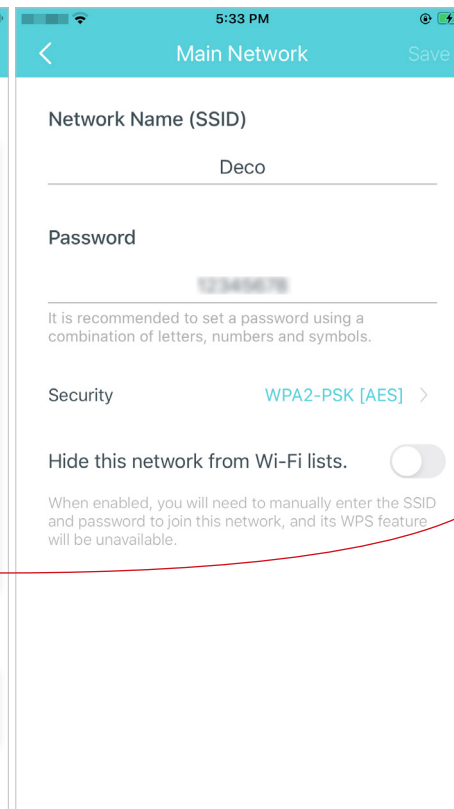 5:33 PM
Main Network
Save
Network Name (SSID)
Deco
Password
12345678
It is recommended to set a password using a
combination of letters, numbers and symbols.
Security
WPA2-PSK [AES]
Hide this network from Wi-Fi lists.
When enabled, you will need to manually enter the SSID
and password to join this network, and its WPS feature
will be unavailable.